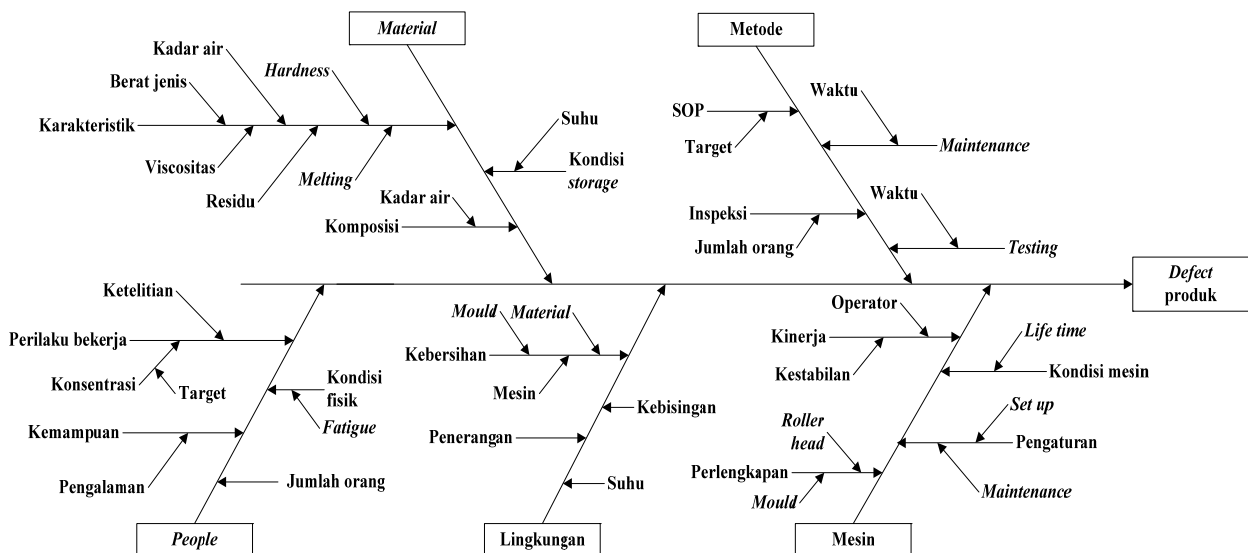 Material
Kadar air
Hardness
Berat jenis
Karakteristik
Viscositas
Residu
Melting
Suhu
Kondisi
storage
Kadar air
Komposisi
Metode
Waktu
SOP
Target
Maintenance
Waktu
Inspeksi
Jumlah orang
Testing
Defect
produk
Ketelitian
Perilaku bekerja
Konsentrasi
Target
Kondisi
fisik
Fatigue
Kemampuan
Pengalaman
Jumlah orang
People
Mould
Material
Kebersihan
Mesin
Kebisingan
Penerangan
Suhu
Lingkungan
Operator
Kinerja
Kestabilan
Life time
Kondisi mesin
Set up
Roller
head
Pengaturan
Perlengkapan
Mould
Maintenance
Mesin